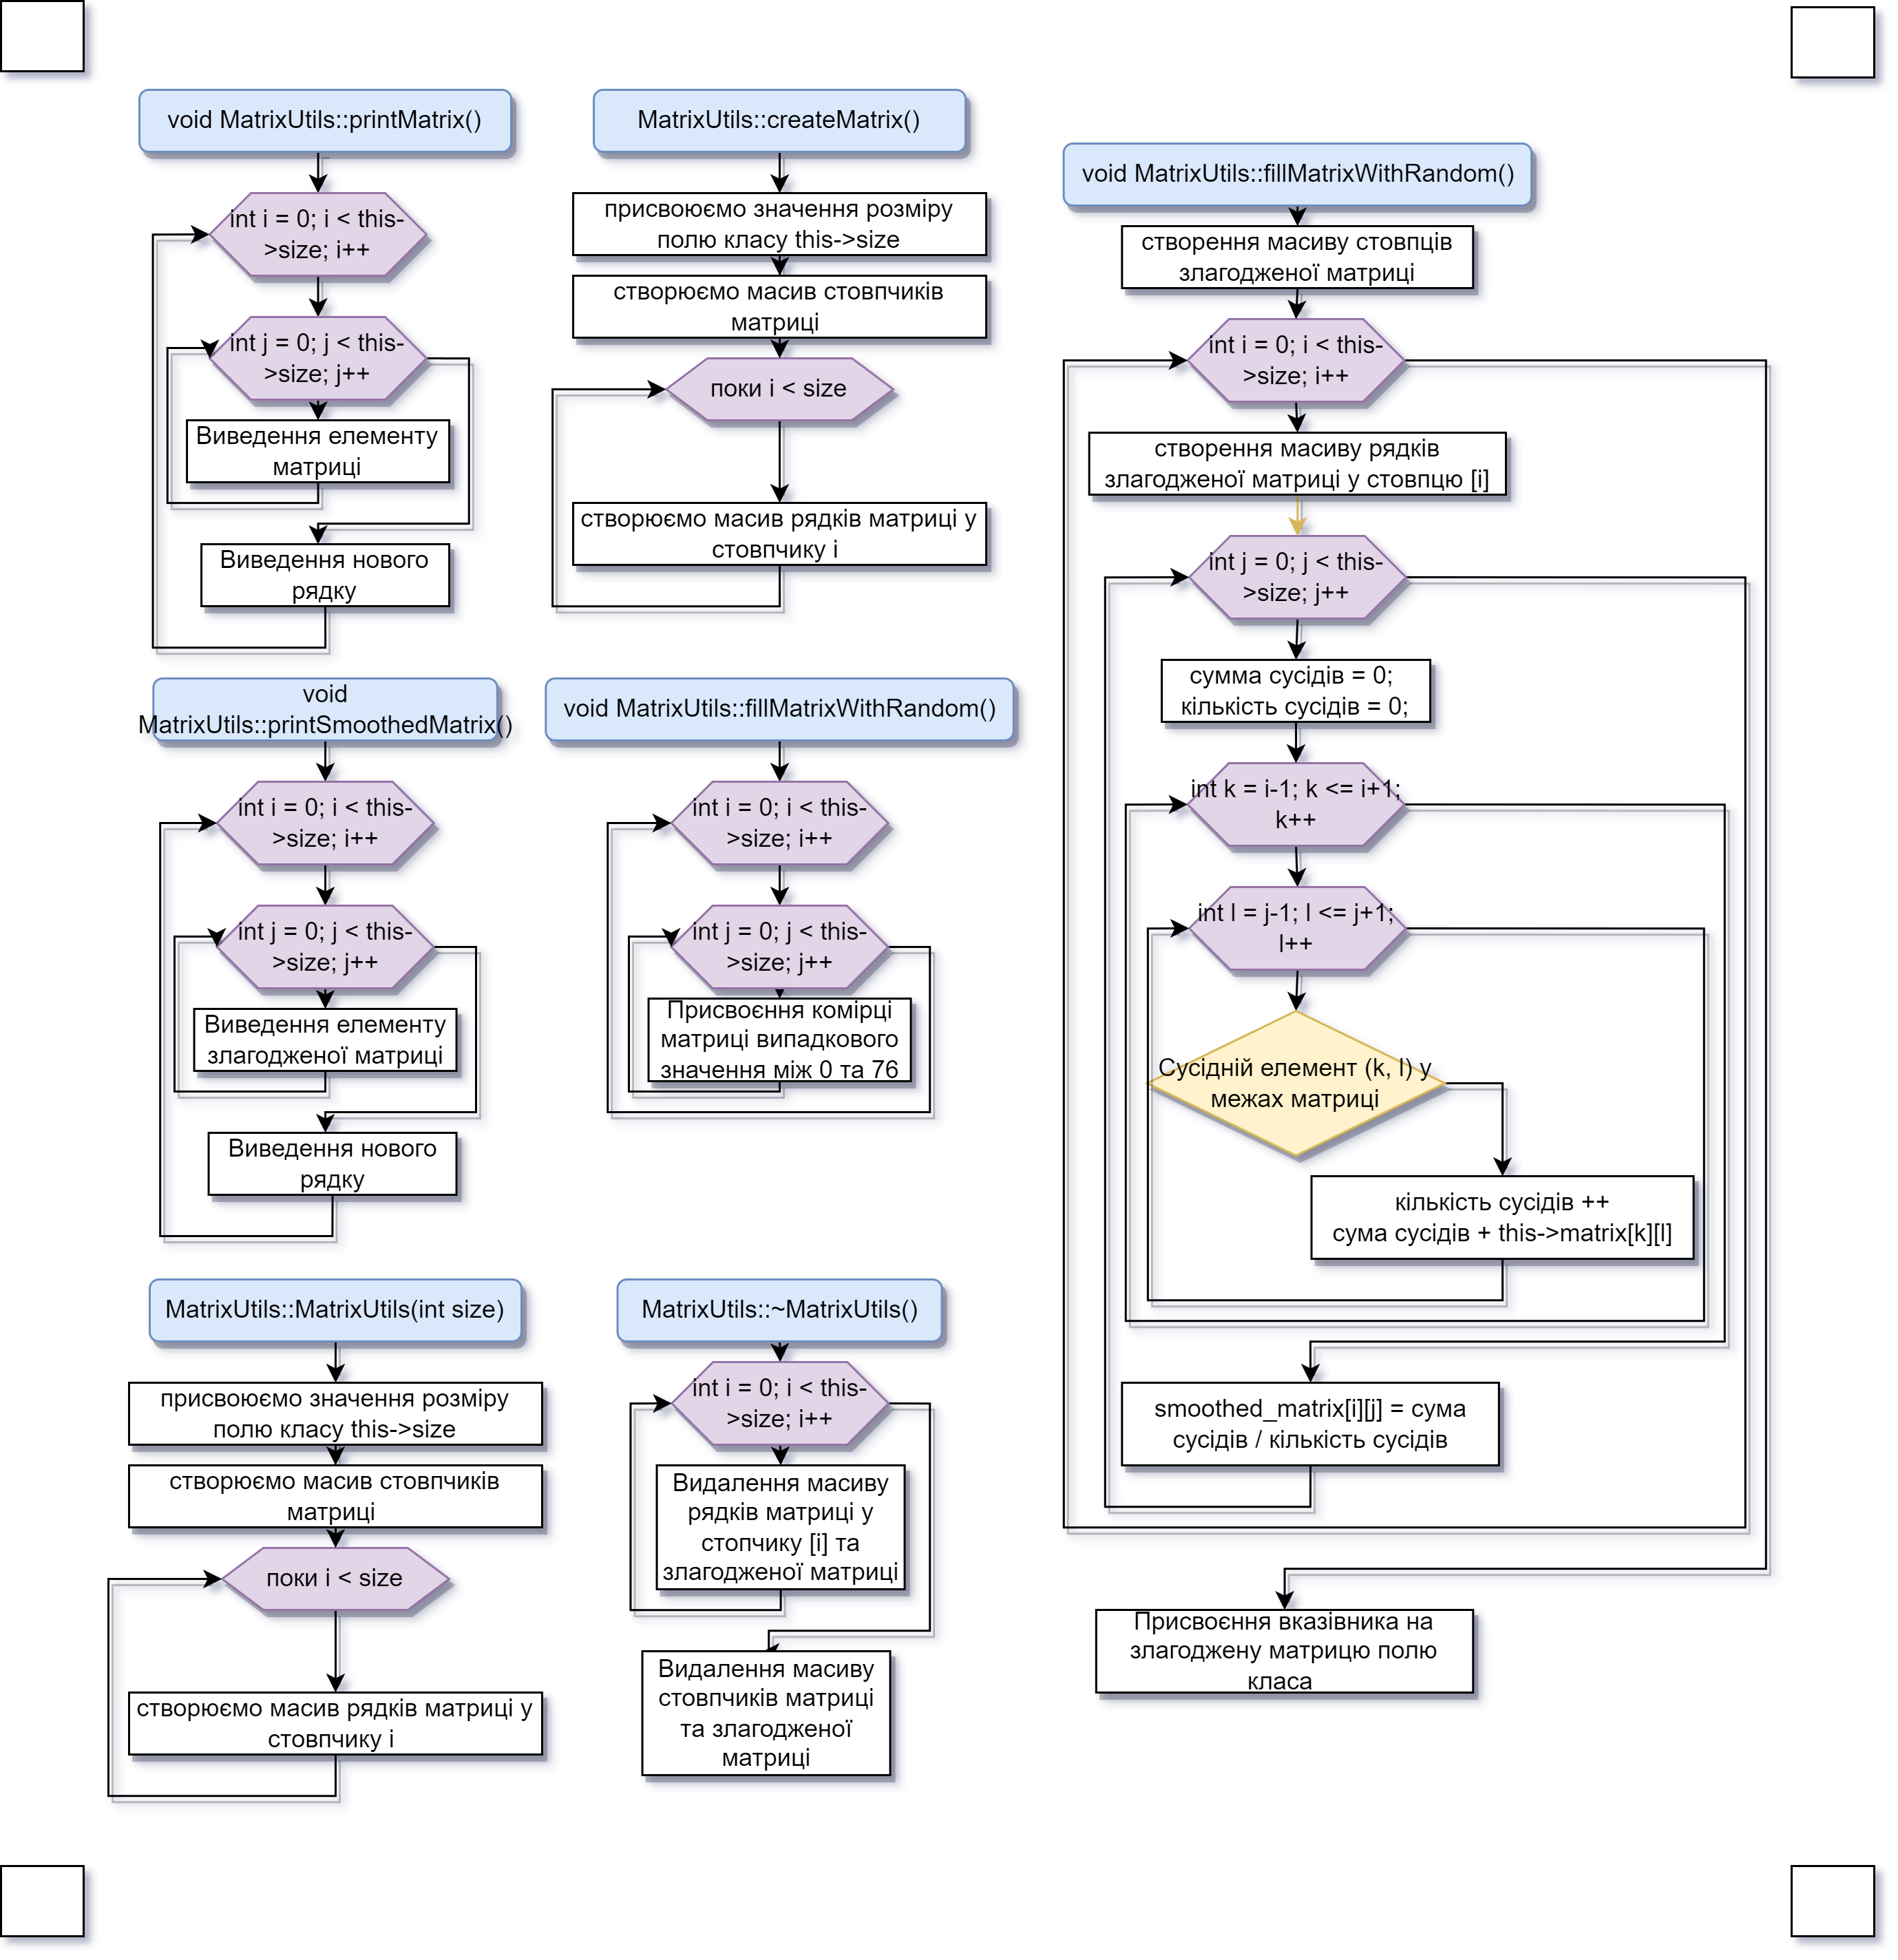 void MatrixUtils::printMatrix()
int i = 0; i < this-
>size; i++
int j = 0; j < this-
>size; j++
Виведення елементу
матриці
Виведення нового
рядку
MatrixUtils::createMatrix()
присвоюємо значення розміру
полю класу this->size
створюємо масив стовпчиків
матриці
поки i < size
створюємо масив рядків матриці у
стовпчику і
void MatrixUtils::fillMatrixWithRandom()
створення масиву стовпців
злагодженої матриці
int i = 0; i < this-
>size; i++
створення масиву рядків
злагодженої матриці у стовпцю [i]
int j = 0; j < this-
>size; j++
сумма сусідів = 0;
кількість сусідів = 0;
int k = i-1; k <= i+1;
k++
int l = j-1; l <= j+1;
l++
Сусідній елемент (k, l) у
межах матриці
кількість сусідів ++
сума сусідів + this->matrix[k][l]
smoothed_matrix[i][j] = сума
сусідів / кількість сусідів
Присвоєння вказівника на
злагоджену матрицю полю
класа
void
MatrixUtils::printSmoothedMatrix()
int i = 0; i < this-
>size; i++
int j = 0; j < this-
>size; j++
Виведення елементу
злагодженої матриці
Виведення нового
рядку
void MatrixUtils::fillMatrixWithRandom()
int i = 0; i < this-
>size; i++
int j = 0; j < this-
>size; j++
Присвоєння комірці
матриці випадкового
значення між 0 та 76
MatrixUtils::MatrixUtils(int size)
присвоюємо значення розміру
полю класу this->size
створюємо масив стовпчиків
матриці
поки i < size
створюємо масив рядків матриці у
стовпчику і
MatrixUtils::~MatrixUtils()
int i = 0; i < this-
>size; i++
Видалення масиву
рядків матриці у
стопчику [i] та
злагодженої матриці
Видалення масиву
стовпчиків матриці
та злагодженої
матриці